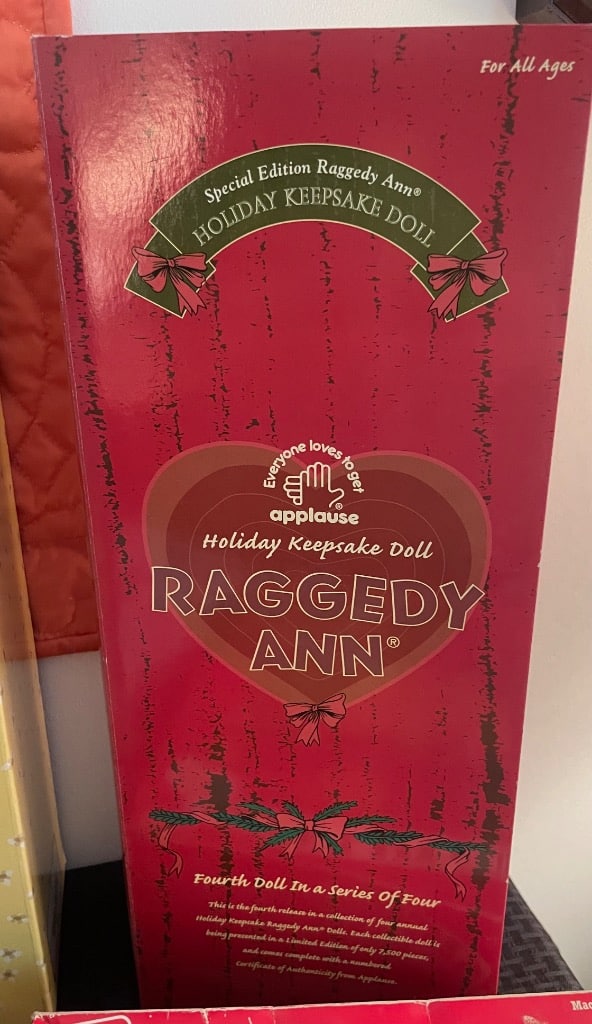 For All Ages
Special Edition Raggedy Ann®
HOLIDAY KEEPSAKE DOLL
Everyone loves to get
applause®
Holiday Keepsake Doll
RAGGEDY
ANN®
Fourth Doll In a Series Of Four
This is the fourth release in a collection of four annual
Holiday Keepsake Raggedy Ann® Dolls. Each collectible doll is
being presented in a Limited Edition of only 7,500 pieces,
and comes complete with a numbered
Certificate of Authenticity from Applause.